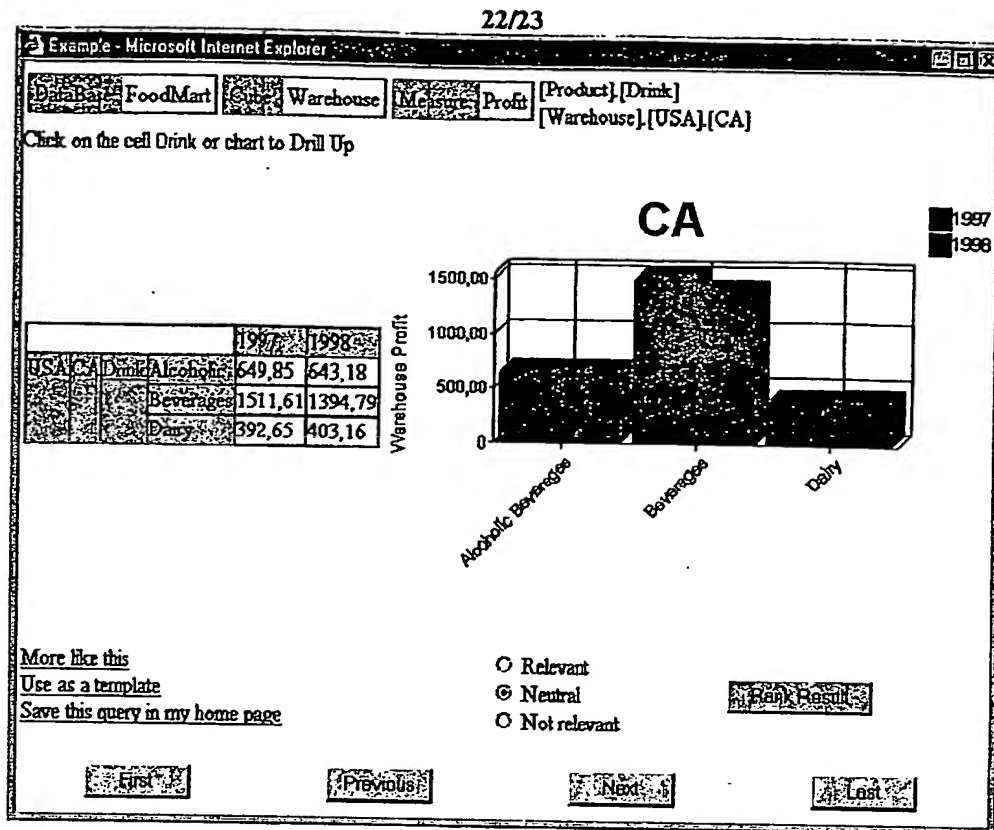 22/23
Example - Microsoft Internet Explorer
DataBase FoodMart Cube Warehouse Measure Profit [Product].[Drink]
[Warehouse].[USA].[CA]
Click on the cell Drink or chart to Drill Up
CA
1997
1998
Warehouse Profit
1500,00
1000,00
500,00
0
Alcoholic Beverages
Beverages
Dairy
1997 1998
USA CA Drink Alcoholic 649,85 643,18
Beverages 1511,61 1394,79
Dairy 392,65 403,16
More like this
Use as a template
Save this query in my home page
Relevant
Neutral
Not relevant
Rank Result
First Previous Next Last